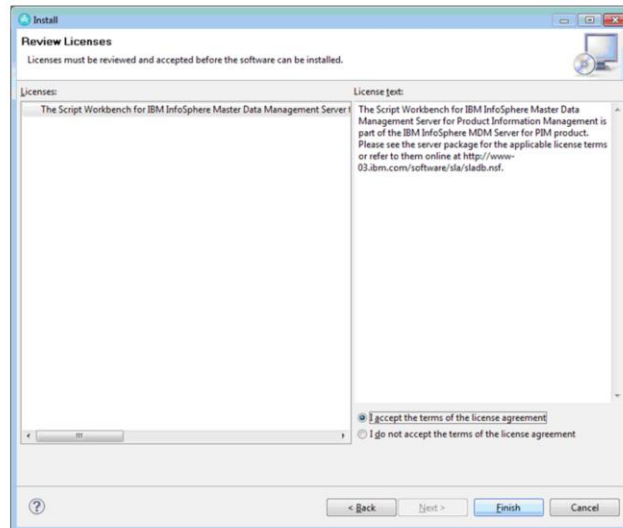 Install
Review Licenses
Licenses must be reviewed and accepted before the software can be installed.
Licenses:
The Script Workbench for IBM InfoSphere Master Data Management Server f
License text:
The Script Workbench for IBM InfoSphere Master Data
Management Server for Product Information Management is
part of the IBM InfoSphere MDM Server for PIM product.
Please see the server package for the applicable license terms
or refer to them online at http://www-
03.ibm.com/software/sla/sladb.nsf.
I accept the terms of the license agreement
I do not accept the terms of the license agreement
?
< Back
Next >
Finish
Cancel